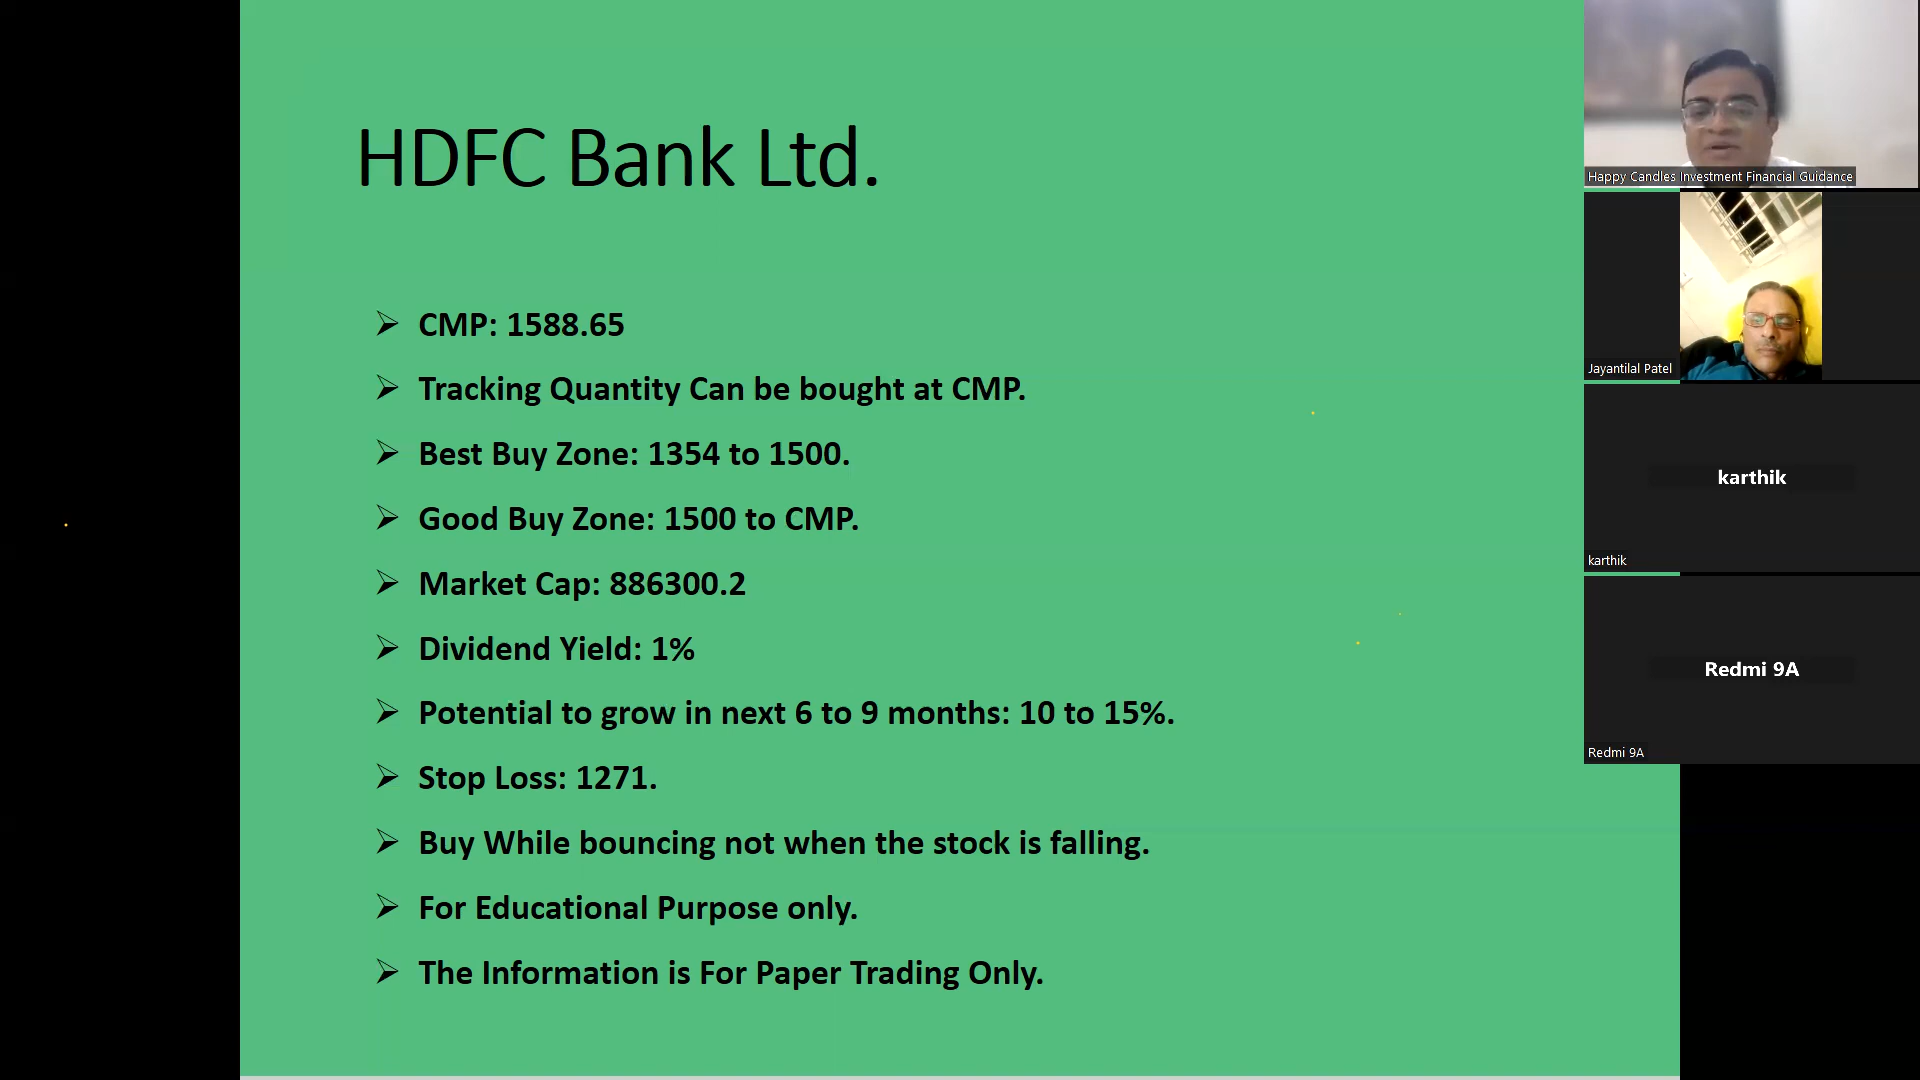 HDFC Bank Ltd.
CMP: 1588.65
Tracking Quantity Can be bought at CMP.
Best Buy Zone: 1354 to 1500.
Good Buy Zone: 1500 to CMP.
Market Cap: 886300.2
Dividend Yield: 1%
Potential to grow in next 6 to 9 months: 10 to 15%.
Stop Loss: 1271.
Buy While bouncing not when the stock is falling.
For Educational Purpose only.
The Information is For Paper Trading Only.
Happy Candles Investment Financial Guidance
Jayantilal Patel
karthik
karthik
Redmi 9A
Redmi 9A